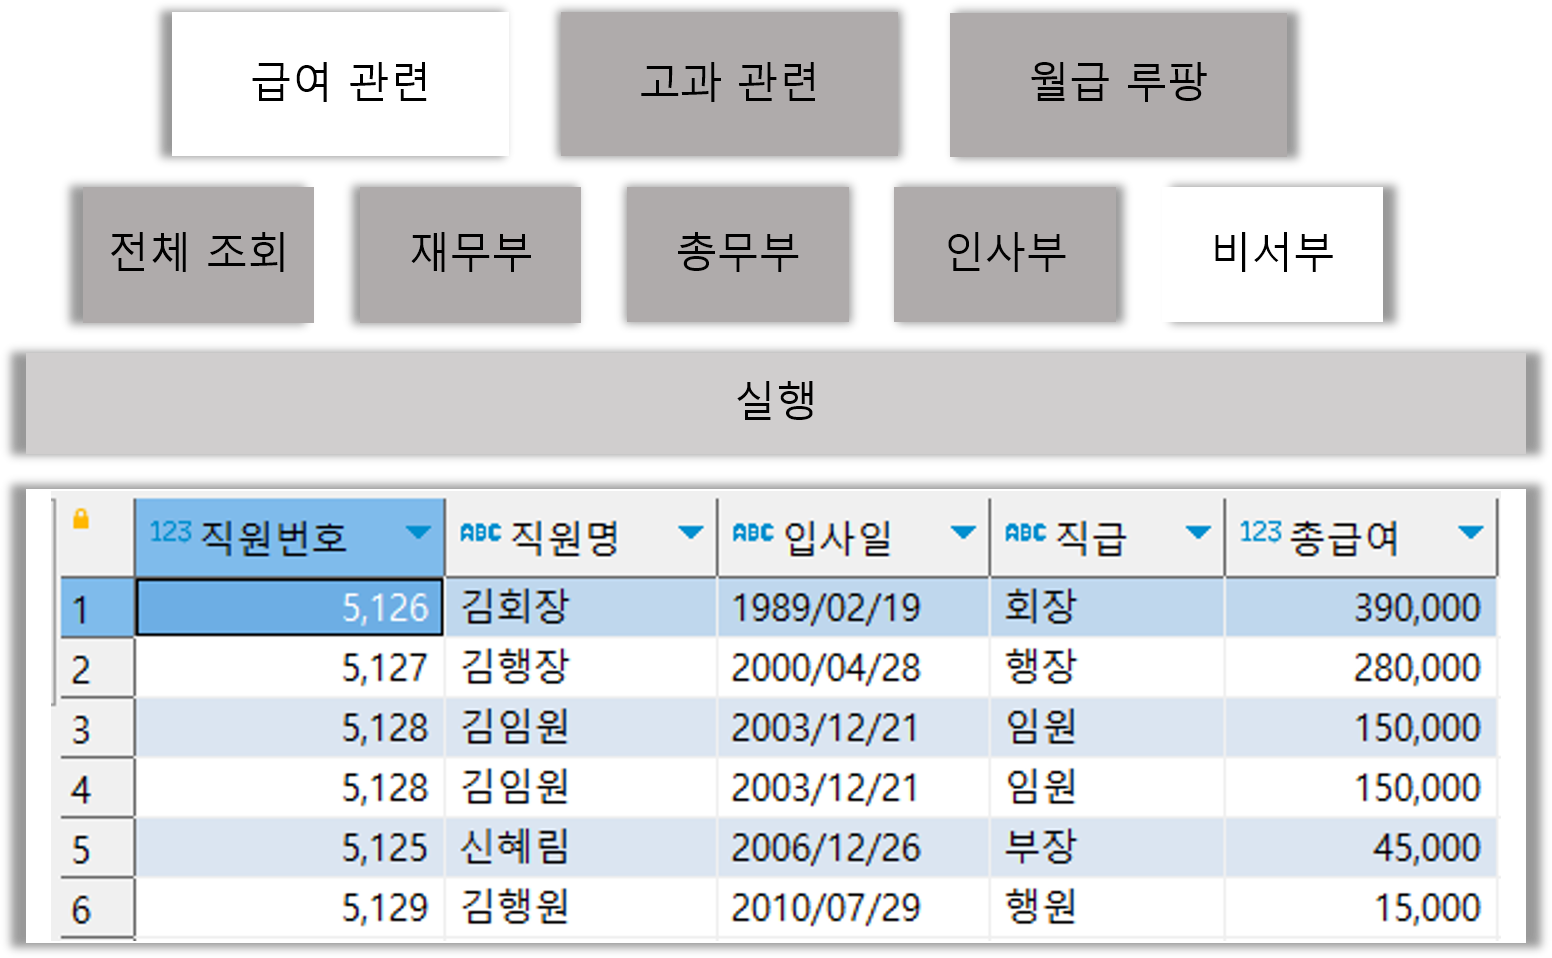 급여 관련 고과 관련 월급 루팡
전체 조회 재무부 총무부 인사부 비서부
실행
123 직원번호 ABC 직원명 ABC 입사일 ABC 직급 123 총급여
1 5,126 김회장 1989/02/19 회장 390,000
2 5,127 김행장 2000/04/28 행장 280,000
3 5,128 김임원 2003/12/21 임원 150,000
4 5,128 김임원 2003/12/21 임원 150,000
5 5,125 신혜림 2006/12/26 부장 45,000
6 5,129 김행원 2010/07/29 행원 15,000